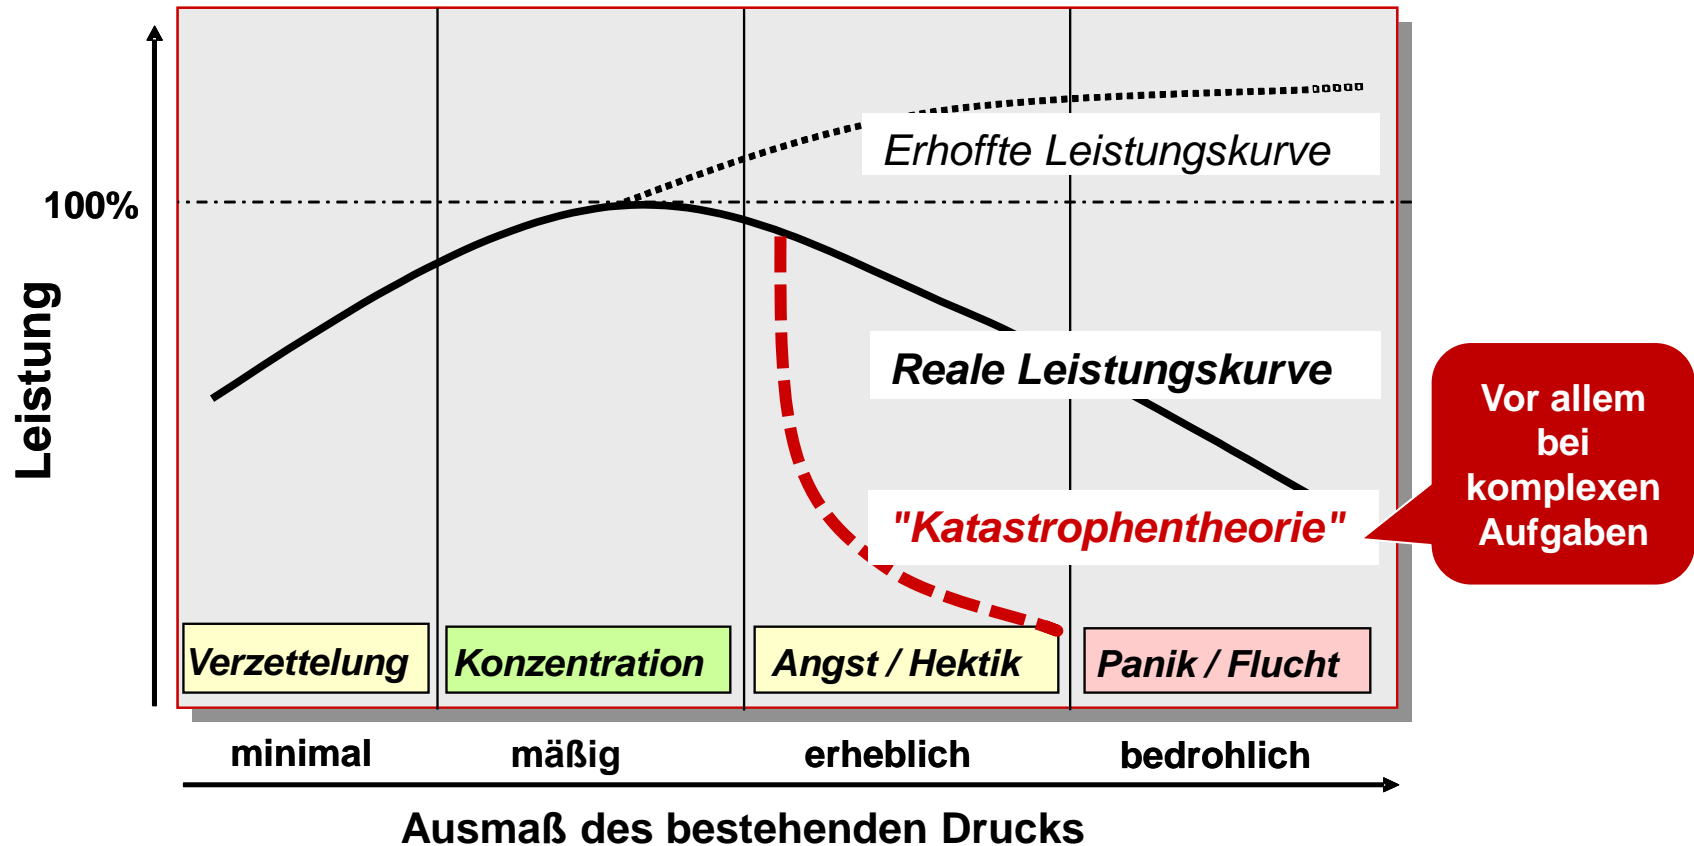 Erhoffte Leistungskurve
100%
Leistung
Reale Leistungskurve
Vor allem
bei
komplexen
Aufgaben
"Katastrophentheorie"
Verzettelung
Konzentration
Angst / Hektik
Panik / Flucht
minimal
mäßig
erheblich
bedrohlich
Ausmaß des bestehenden Drucks